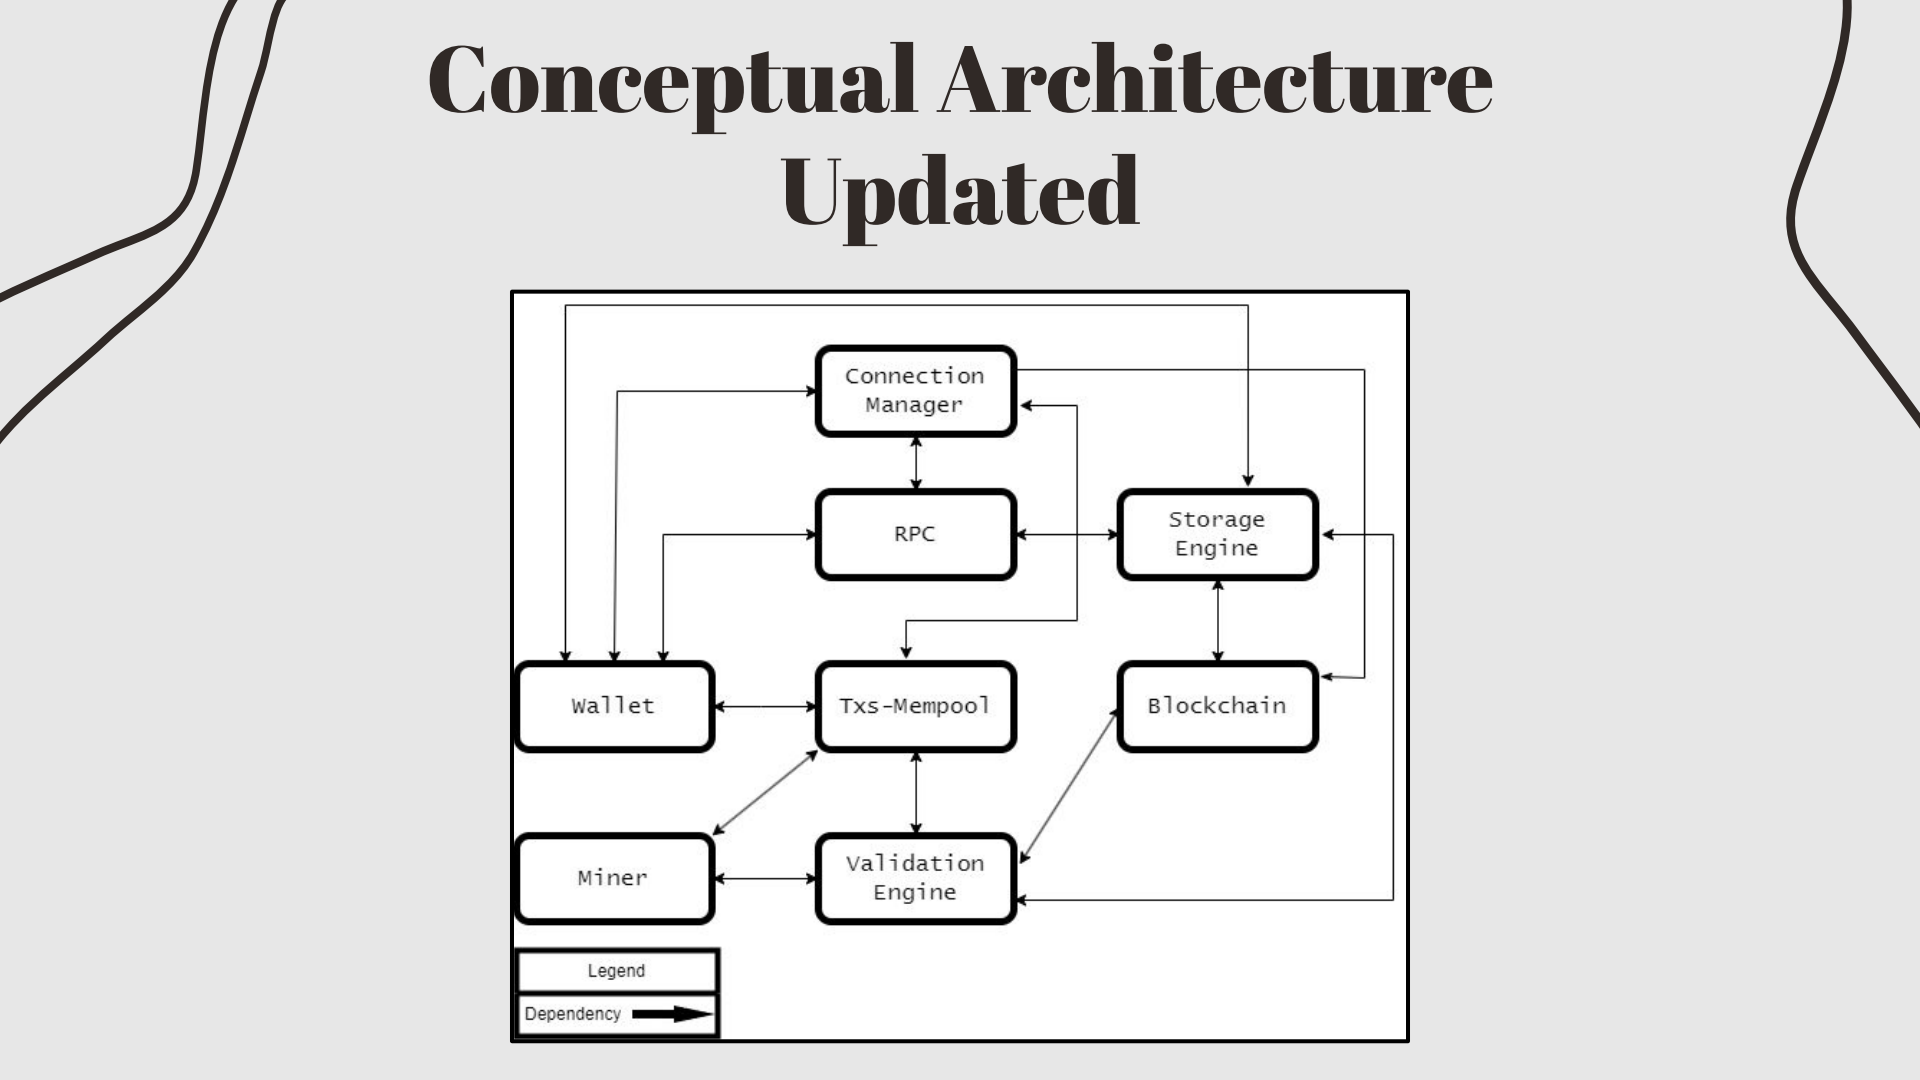 Conceptual Architecture
Updated
Connection
Manager
RPC
Storage
Engine
Wallet
Txs-Mempool
Blockchain
Miner
Validation
Engine
Legend
Dependency